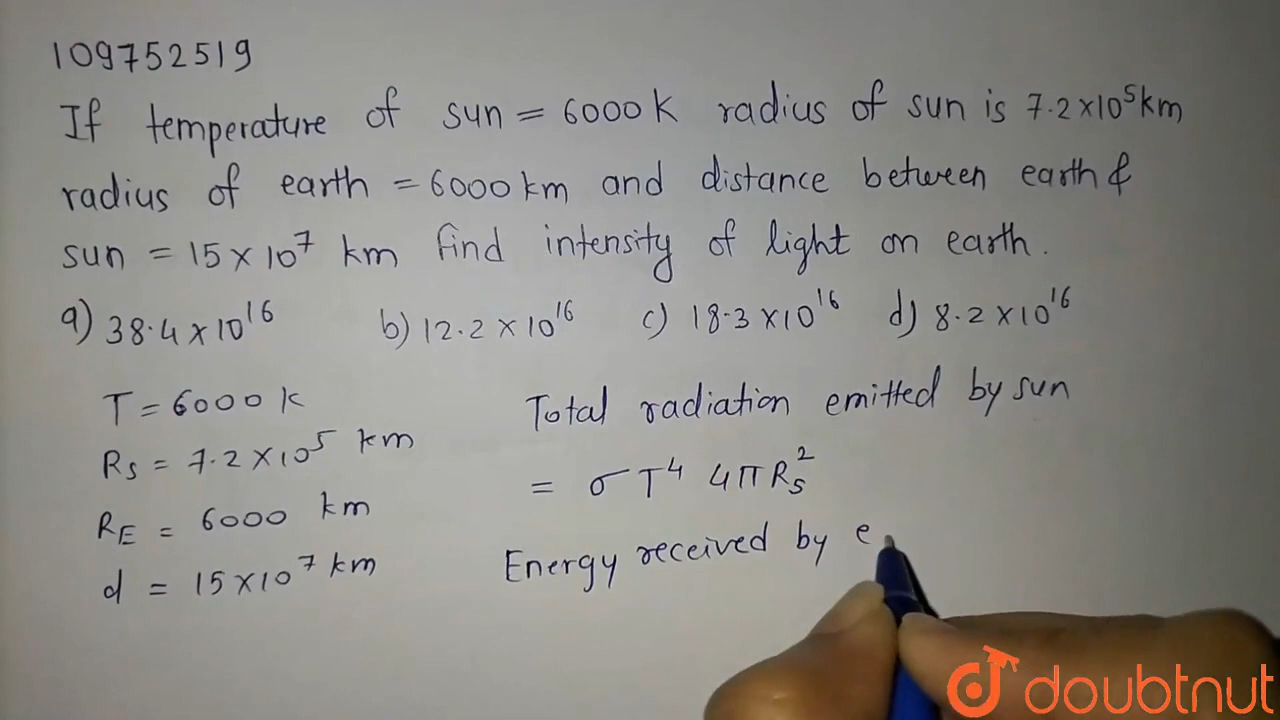 109752519
If temperature of sun = 6000 K radius of sun is 7.2×10⁵ km
radius of earth = 6000 km and distance between earth &
sun = 15 × 10⁷ km find intensity of light on earth.
a) 38.4 × 10¹⁶ b) 12.2 × 10¹⁶ c) 18.3 × 10¹⁶ d) 8.2 × 10¹⁶
T = 6000 k
R_S = 7.2 × 10⁵ km
R_E = 6000 km
d = 15 × 10⁷ km
Total radiation emitted by sun
= σ T⁴ 4π R_S²
Energy received by e
doubtnut